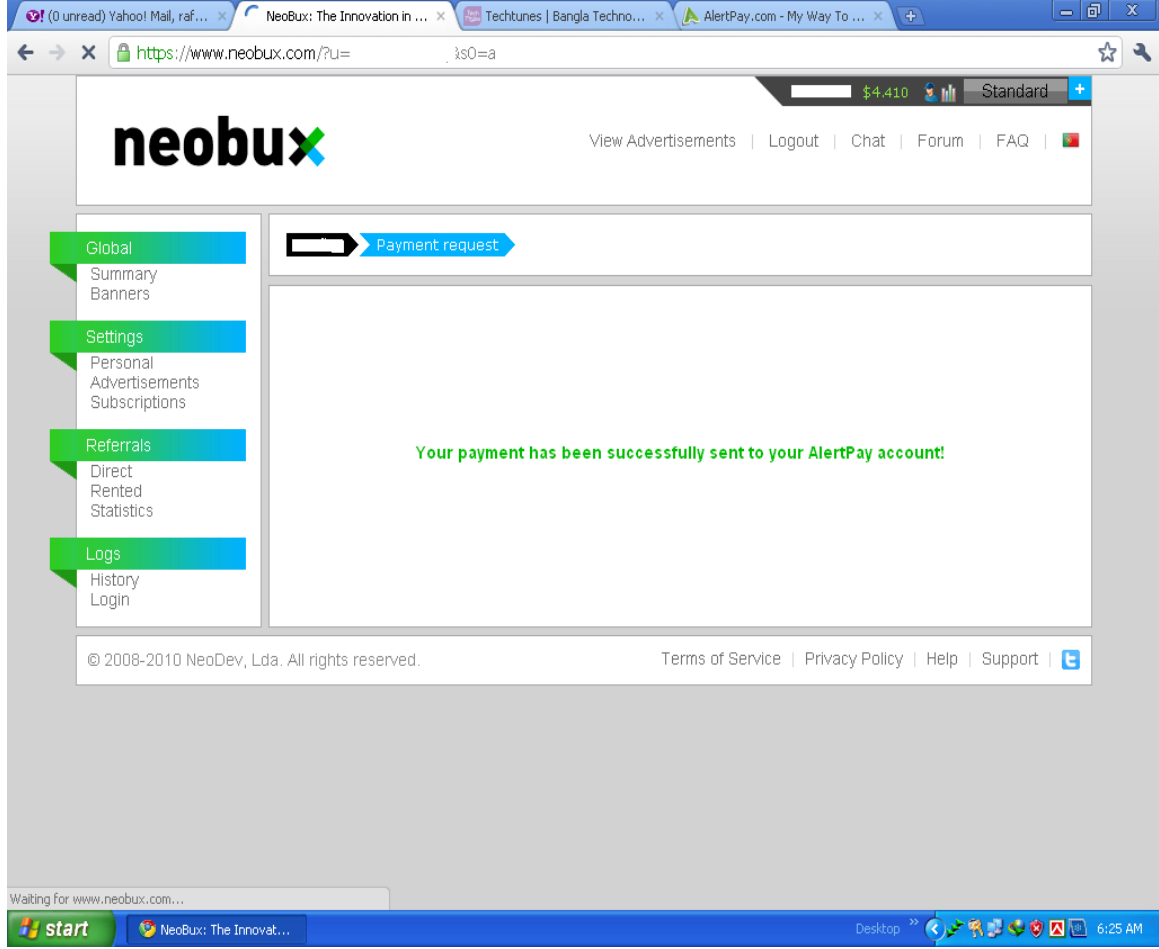 (0 unread) Yahoo! Mail, raf...
NeoBux: The Innovation in ...
Techtunes | Bangla Techno...
AlertPay.com - My Way To ...
https://www.neobux.com/?u= s0=a
$4.410
Standard
+
neobux
View Advertisements | Logout | Chat | Forum | FAQ |
Payment request
Global
Summary
Banners
Settings
Personal
Advertisements
Subscriptions
Referrals
Direct
Rented
Statistics
Logs
History
Login
Your payment has been successfully sent to your AlertPay account!
© 2008-2010 NeoDev, Lda. All rights reserved.
Terms of Service | Privacy Policy | Help | Support |
Waiting for www.neobux.com...
start
NeoBux: The Innovat...
Desktop
6:25 AM